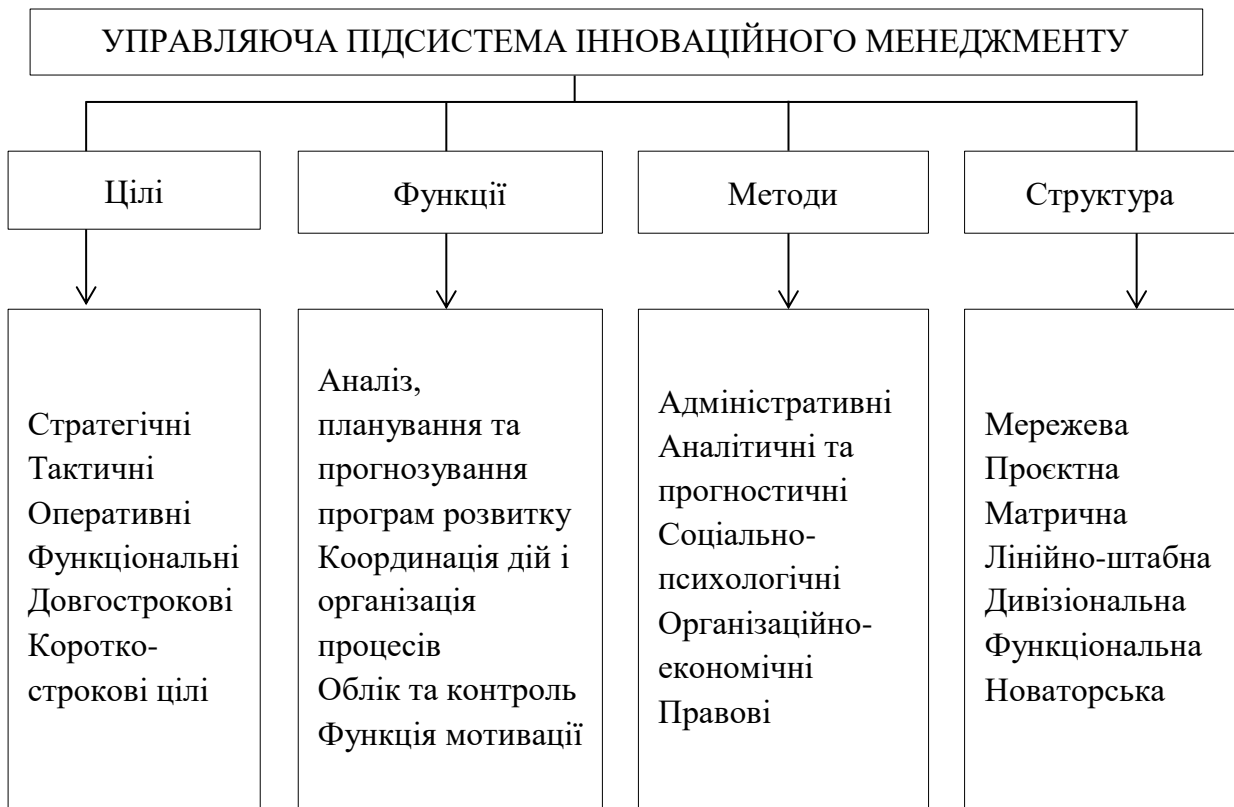 УПРАВЛЯЮЧА ПІДСИСТЕМА ІННОВАЦІЙНОГО МЕНЕДЖМЕНТУ
Цілі
Функції
Методи
Структура
Стратегічні
Тактичні
Оперативні
Функціональні
Довгострокові
Коротко-
строкові цілі
Аналіз,
планування та
прогнозування
програм розвитку
Координація дій і
організація
процесів
Облік та контроль
Функція мотивації
Адміністративні
Аналітичні та
прогностичні
Соціально-
психологічні
Організаційно-
економічні
Правові
Мережева
Проєктна
Матрична
Лінійно-штабна
Дивізіональна
Функціональна
Новаторська